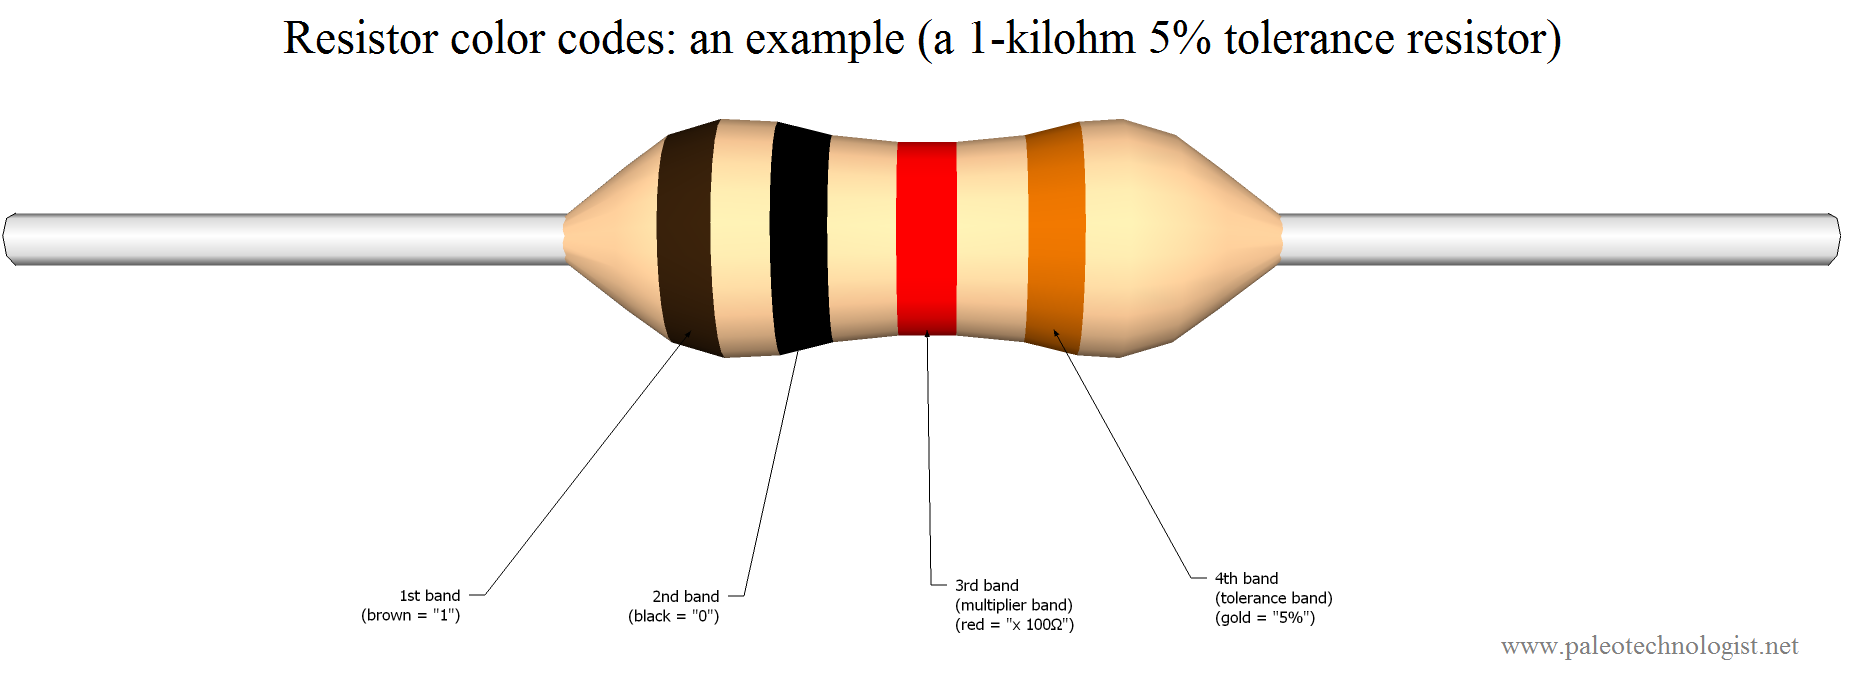 Resistor color codes: an example (a 1-kilohm 5% tolerance resistor)
1st band
(brown = "1")
2nd band
(black = "0")
3rd band
(multiplier band)
(red = "x 100Ω")
4th band
(tolerance band)
(gold = "5%")
www.paleotechnologist.net